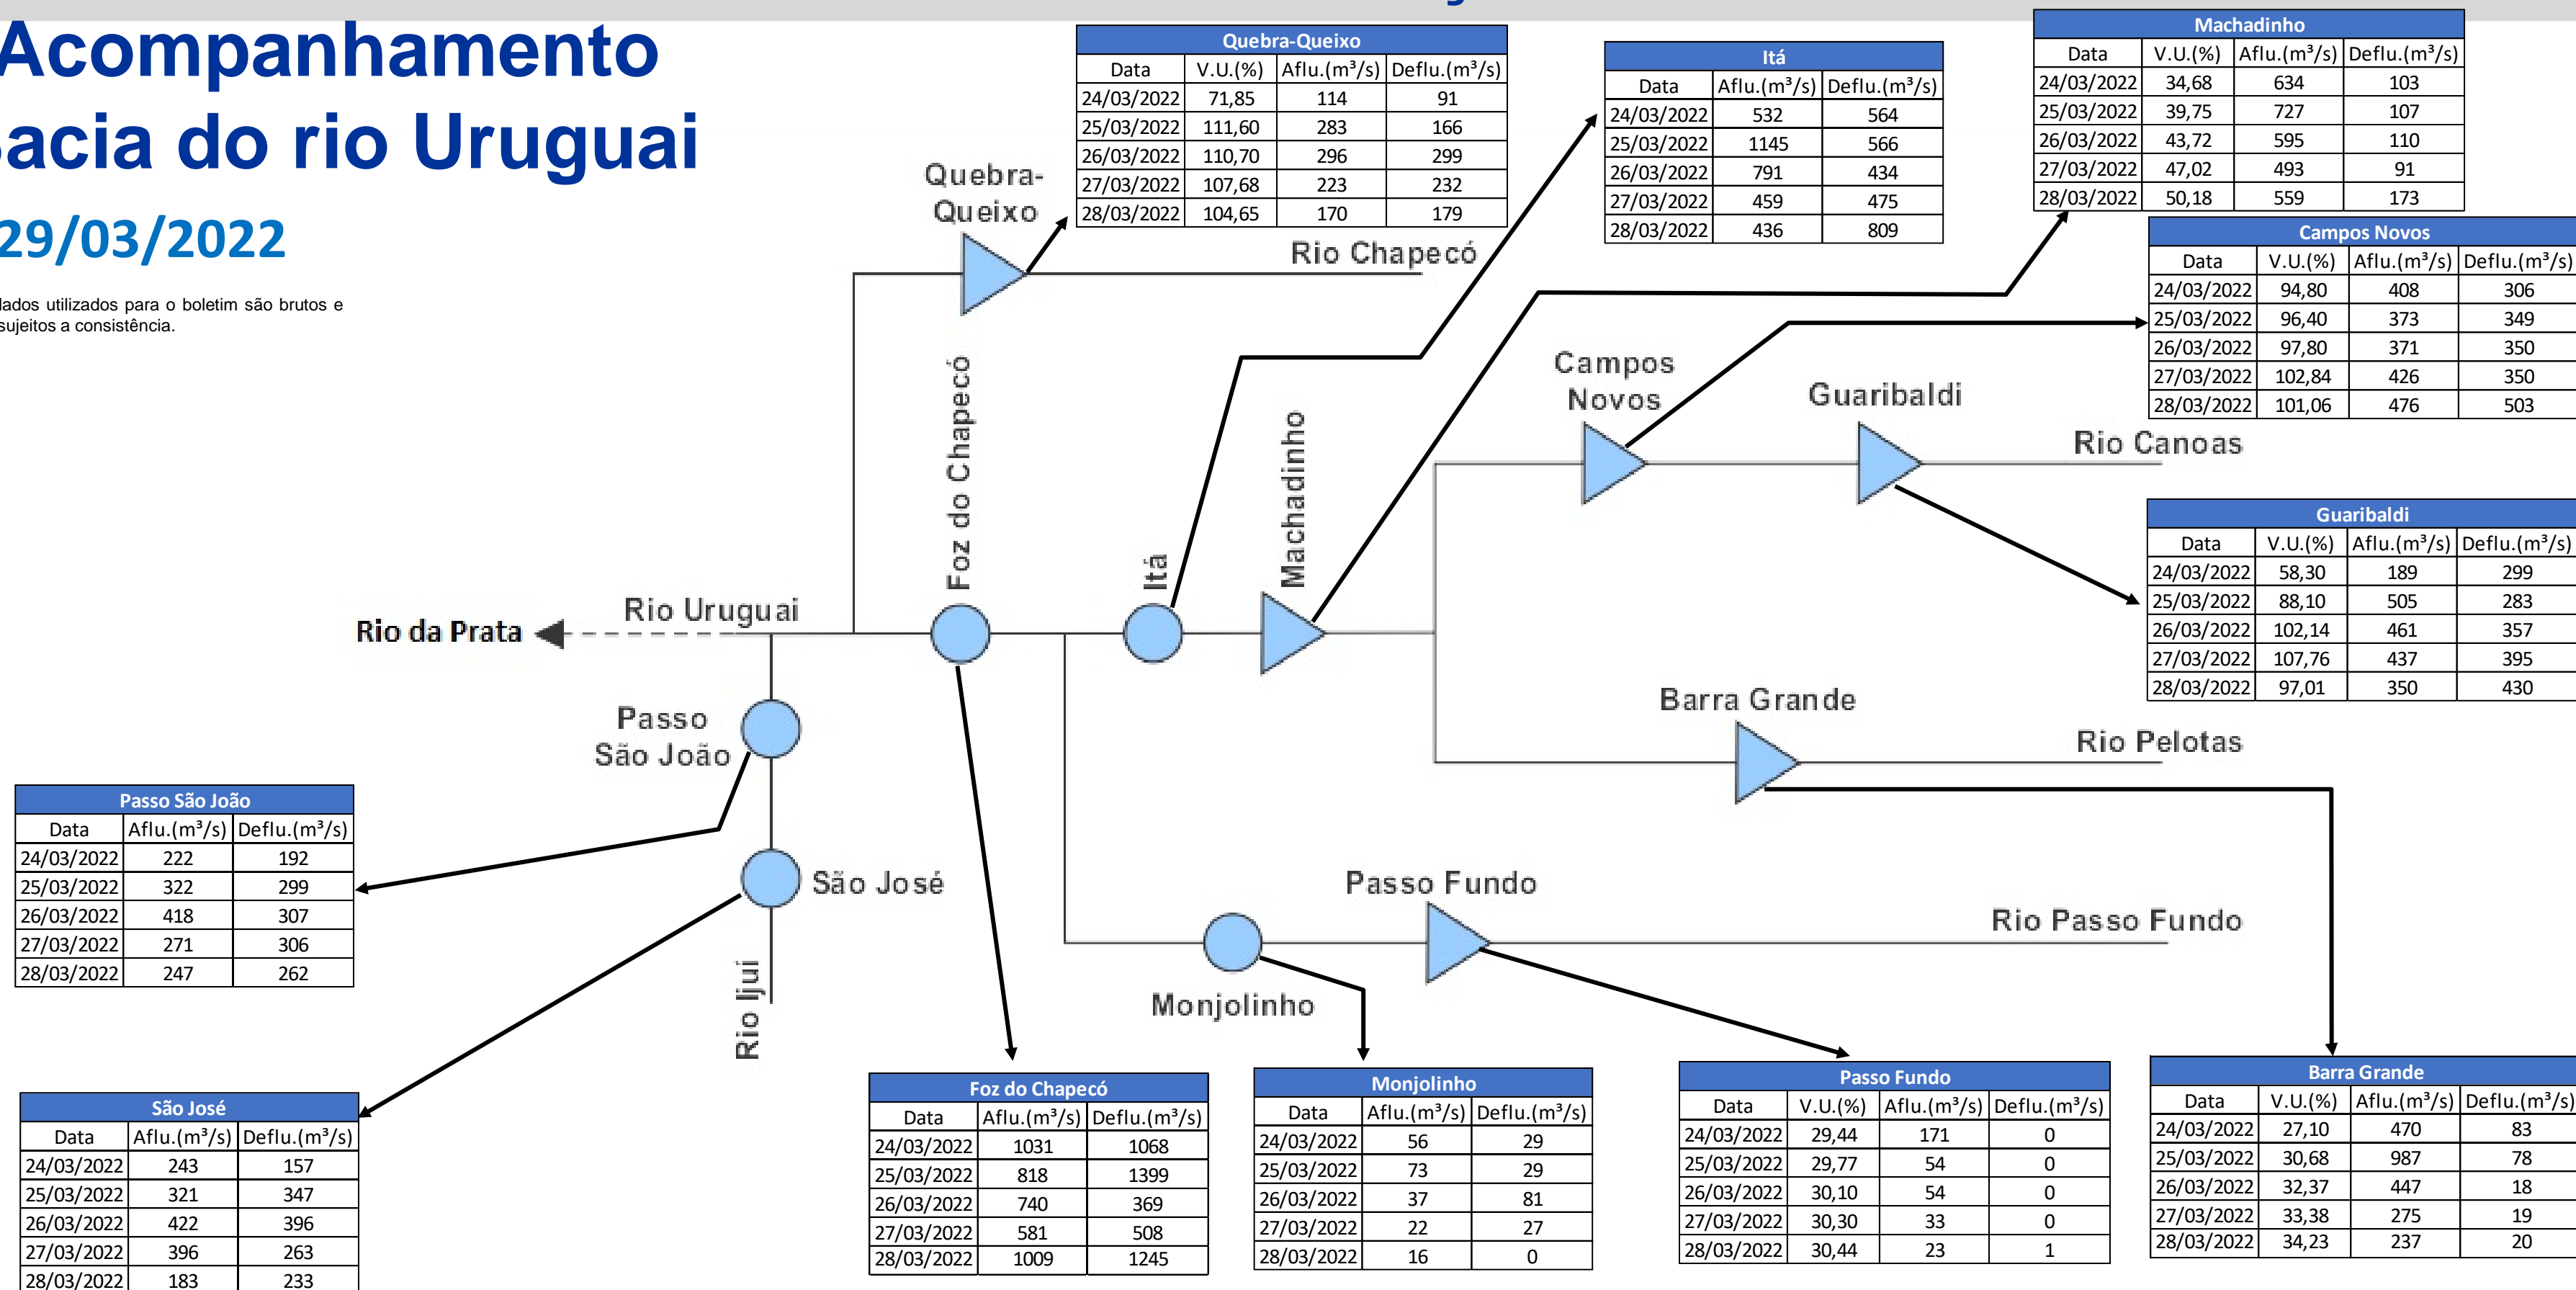 Acompanhamento
acia do rio Uruguai
29/03/2022
dados utilizados para o boletim são brutos e
sujeitos a consistência.
Quebra-Queixo
Data V.U.(%) Aflu.(m³/s) Deflu.(m³/s)
24/03/2022 71,85 114 91
25/03/2022 111,60 283 166
26/03/2022 110,70 296 299
27/03/2022 107,68 223 232
28/03/2022 104,65 170 179
Itá
Data Aflu.(m³/s) Deflu.(m³/s)
24/03/2022 532 564
25/03/2022 1145 566
26/03/2022 791 434
27/03/2022 459 475
28/03/2022 436 809
Machadinho
Data V.U.(%) Aflu.(m³/s) Deflu.(m³/s)
24/03/2022 34,68 634 103
25/03/2022 39,75 727 107
26/03/2022 43,72 595 110
27/03/2022 47,02 493 91
28/03/2022 50,18 559 173
Campos Novos
Data V.U.(%) Aflu.(m³/s) Deflu.(m³/s)
24/03/2022 94,80 408 306
25/03/2022 96,40 373 349
26/03/2022 97,80 371 350
27/03/2022 102,84 426 350
28/03/2022 101,06 476 503
Guaribaldi
Data V.U.(%) Aflu.(m³/s) Deflu.(m³/s)
24/03/2022 58,30 189 299
25/03/2022 88,10 505 283
26/03/2022 102,14 461 357
27/03/2022 107,76 437 395
28/03/2022 97,01 350 430
Quebra-
Queixo
Rio Chapecó
Foz do Chapecó
Itá
Machadinho
Campos
Novos
Guaribaldi
Rio Canoas
Rio Uruguai
Rio da Prata
Passo
São João
São José
Rio Ijui
Barra Grande
Rio Pelotas
Passo Fundo
Rio Passo Fundo
Monjolinho
Passo São João
Data Aflu.(m³/s) Deflu.(m³/s)
24/03/2022 222 192
25/03/2022 322 299
26/03/2022 418 307
27/03/2022 271 306
28/03/2022 247 262
São José
Data Aflu.(m³/s) Deflu.(m³/s)
24/03/2022 243 157
25/03/2022 321 347
26/03/2022 422 396
27/03/2022 396 263
28/03/2022 183 233
Foz do Chapecó
Data Aflu.(m³/s) Deflu.(m³/s)
24/03/2022 1031 1068
25/03/2022 818 1399
26/03/2022 740 369
27/03/2022 581 508
28/03/2022 1009 1245
Monjolinho
Data Aflu.(m³/s) Deflu.(m³/s)
24/03/2022 56 29
25/03/2022 73 29
26/03/2022 37 81
27/03/2022 22 27
28/03/2022 16 0
Passo Fundo
Data V.U.(%) Aflu.(m³/s) Deflu.(m³/s)
24/03/2022 29,44 171 0
25/03/2022 29,77 54 0
26/03/2022 30,10 54 0
27/03/2022 30,30 33 0
28/03/2022 30,44 23 1
Barra Grande
Data V.U.(%) Aflu.(m³/s) Deflu.(m³/s)
24/03/2022 27,10 470 83
25/03/2022 30,68 987 78
26/03/2022 32,37 447 18
27/03/2022 33,38 275 19
28/03/2022 34,23 237 20